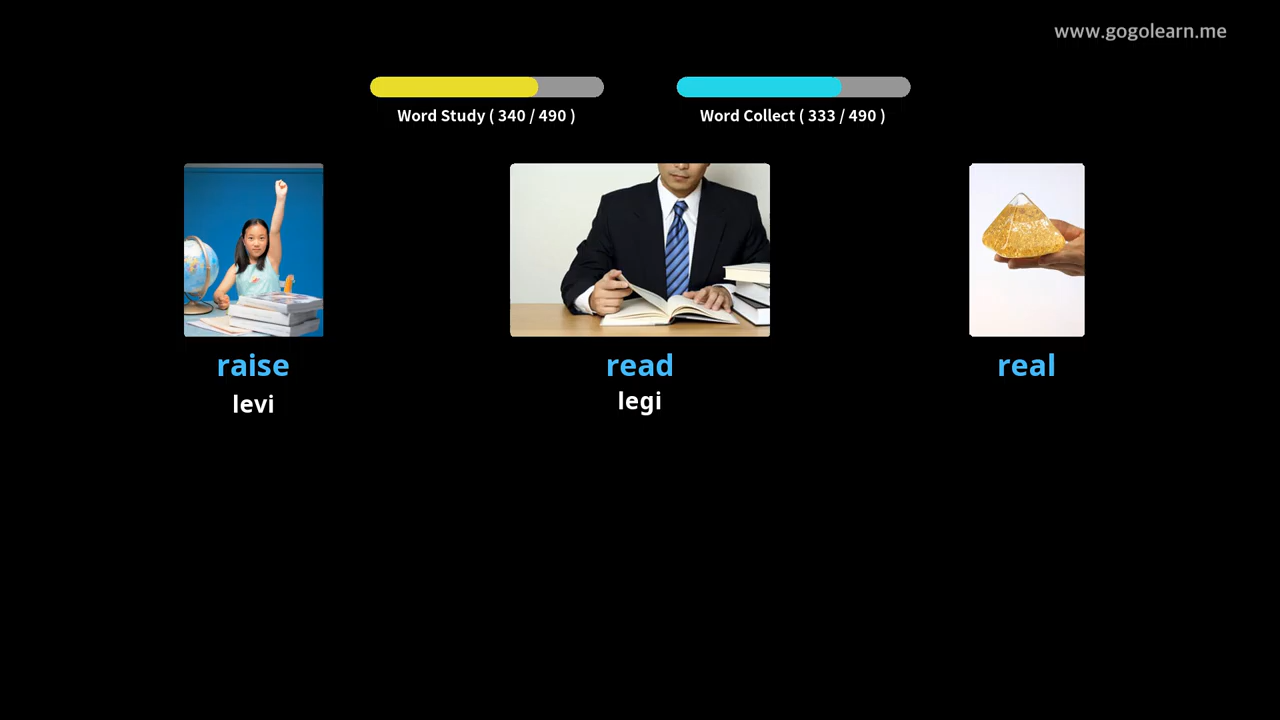 www.gogolearn.me
Word Study ( 340 / 490 )
Word Collect ( 333 / 490 )
raise
read
real
levi
legi